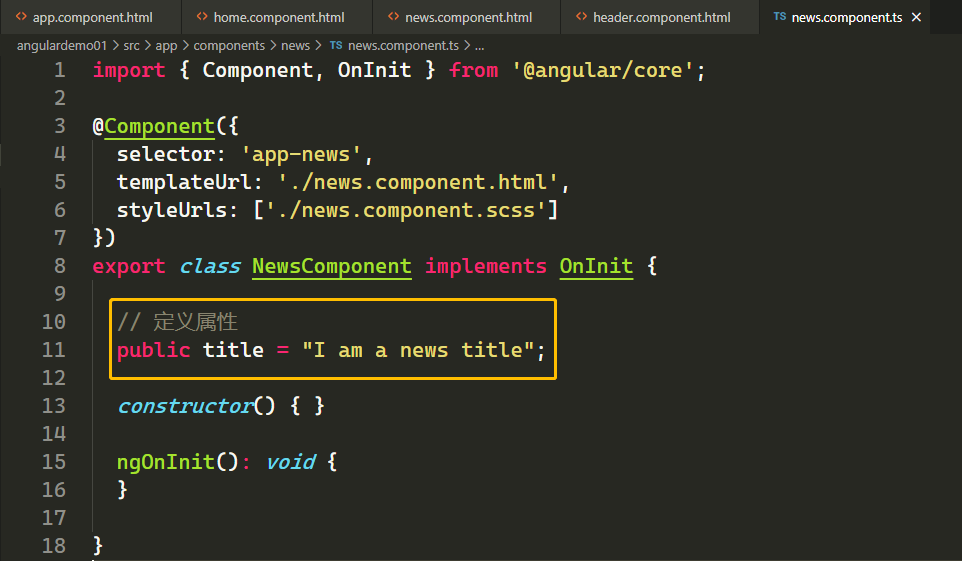 <> app.component.html <> home.component.html <> news.component.html <> header.component.html TS news.component.ts ×
angulardemo01 > src > app > components > news > TS news.component.ts > ...
1 import { Component, OnInit } from '@angular/core';
2
3 @Component({
4   selector: 'app-news',
5   templateUrl: './news.component.html',
6   styleUrls: ['./news.component.scss']
7 })
8 export class NewsComponent implements OnInit {
9
10   // 定义属性
11   public title = "I am a news title";
12
13   constructor() { }
14
15   ngOnInit(): void {
16   }
17
18 }